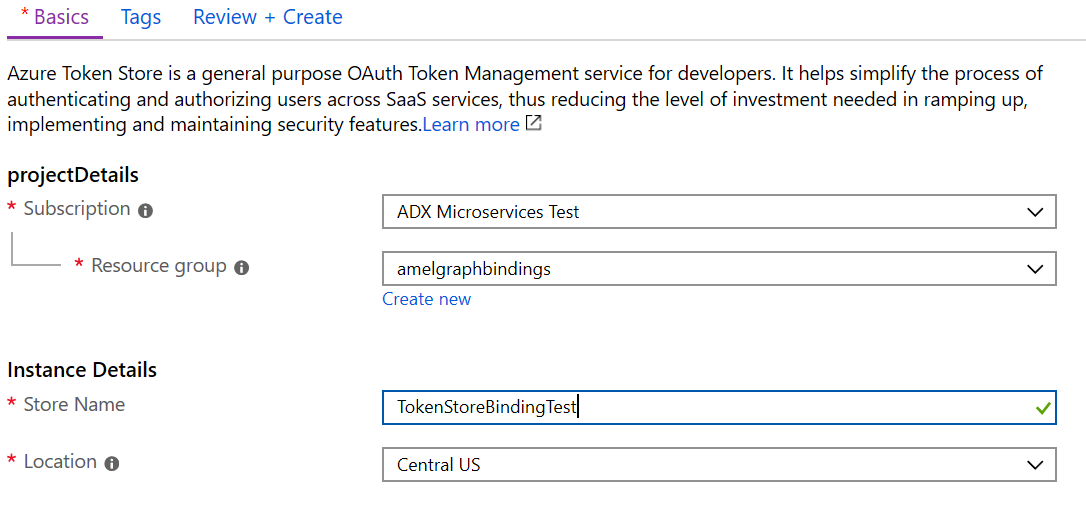 * Basics Tags Review + Create
Azure Token Store is a general purpose OAuth Token Management service for developers. It helps simplify the process of
authenticating and authorizing users across SaaS services, thus reducing the level of investment needed in ramping up,
implementing and maintaining security features.Learn more
projectDetails
* Subscription ADX Microservices Test
* Resource group amelgraphbindings
Create new
Instance Details
* Store Name TokenStoreBindingTest
* Location Central US